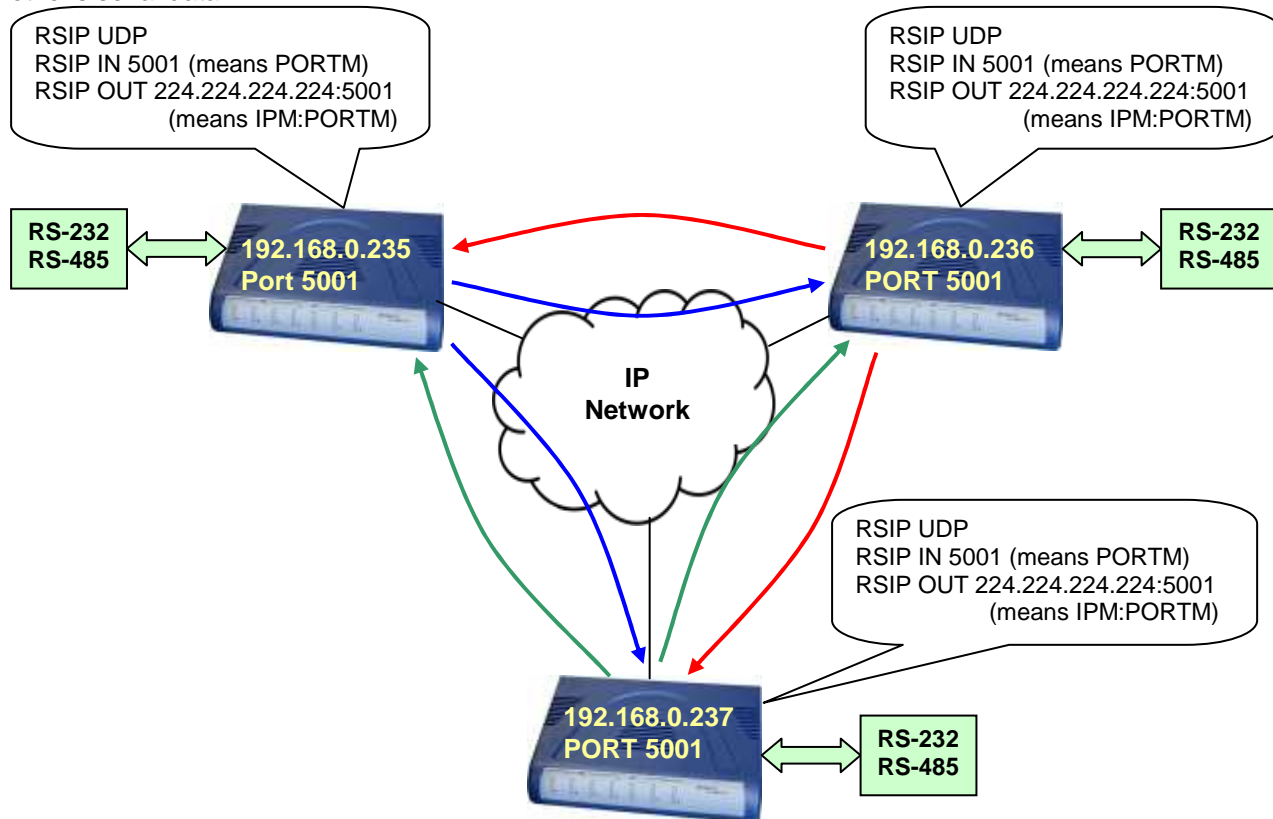 RSIP UDP
RSIP IN 5001 (means PORTM)
RSIP OUT 224.224.224.224:5001
(means IPM:PORTM)
RSIP UDP
RSIP IN 5001 (means PORTM)
RSIP OUT 224.224.224.224:5001
(means IPM:PORTM)
RS-232
RS-485
192.168.0.235
Port 5001
192.168.0.236
PORT 5001
RS-232
RS-485
IP
Network
RSIP UDP
RSIP IN 5001 (means PORTM)
RSIP OUT 224.224.224.224:5001
(means IPM:PORTM)
192.168.0.237
PORT 5001
RS-232
RS-485